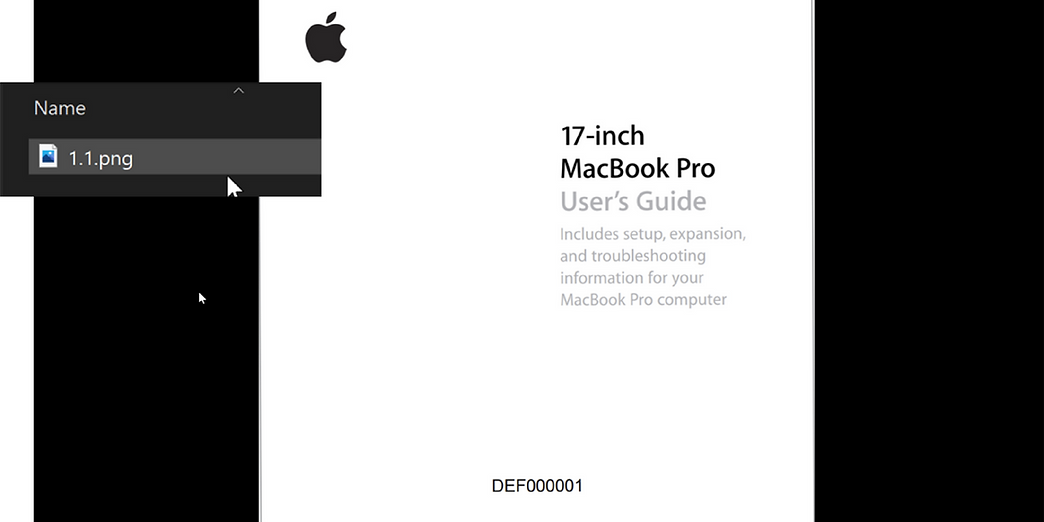 Name
1.1.png
17-inch
MacBook Pro
User’s Guide
Includes setup, expansion,
and troubleshooting
information for your
MacBook Pro computer
DEF000001